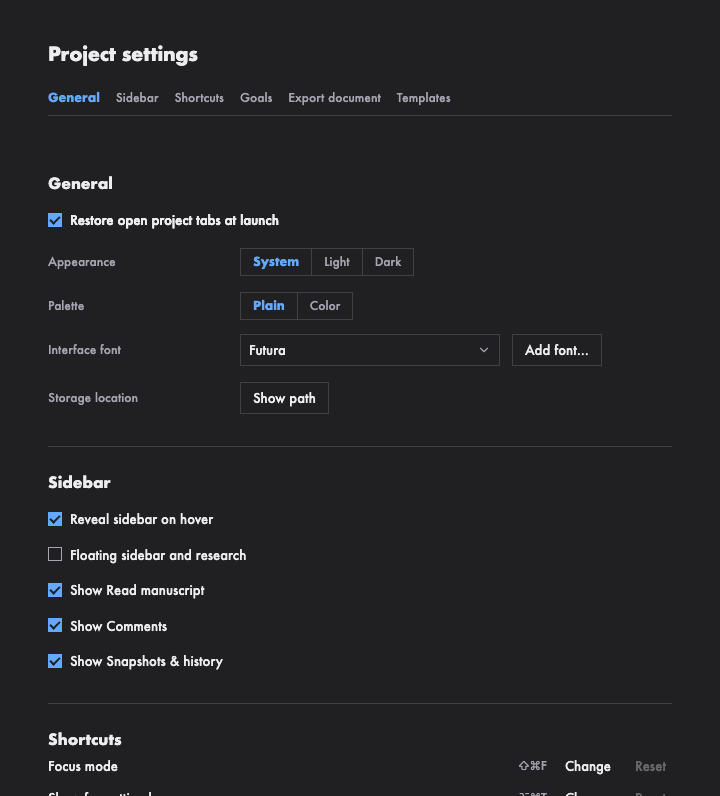 Project settings
General Sidebar Shortcuts Goals Export document Templates
General
Restore open project tabs at launch
Appearance System Light Dark
Palette Plain Color
Interface font Futura Add font...
Storage location Show path
Sidebar
Reveal sidebar on hover
Floating sidebar and research
Show Read manuscript
Show Comments
Show Snapshots & history
Shortcuts
Focus mode ⇧⌘F Change Reset